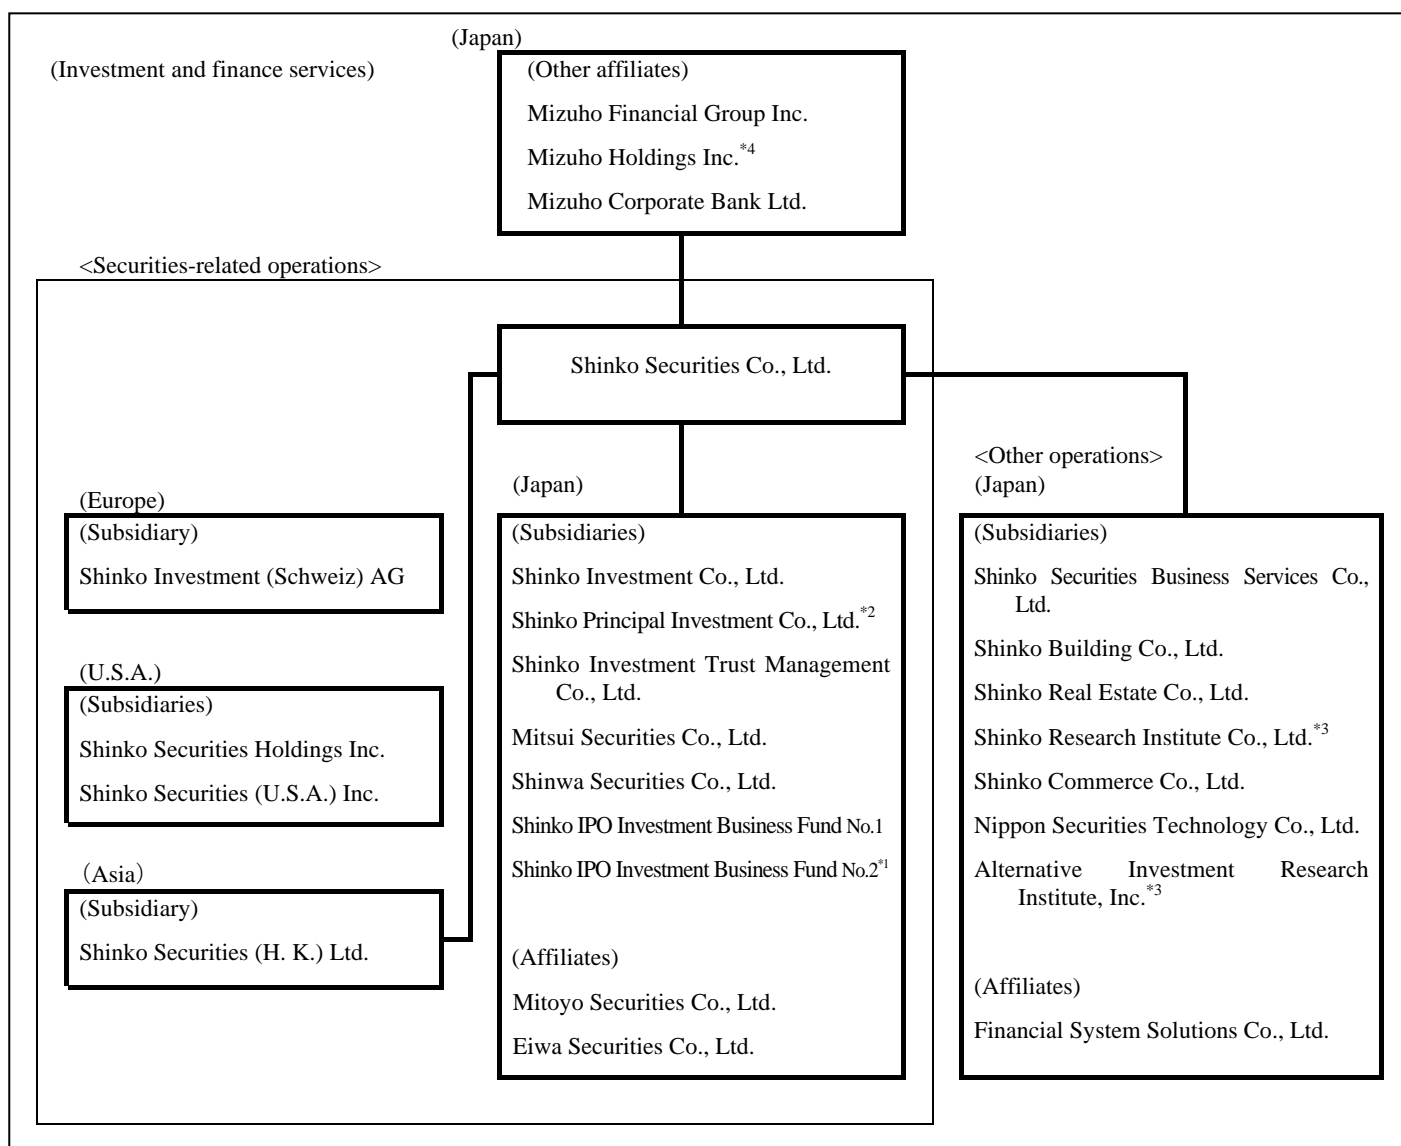 (Japan)
(Investment and finance services)
(Other affiliates)
Mizuho Financial Group Inc.
Mizuho Holdings Inc.*4
Mizuho Corporate Bank Ltd.
<Securities-related operations>
Shinko Securities Co., Ltd.
(Europe)
(Subsidiary)
Shinko Investment (Schweiz) AG
(U.S.A.)
(Subsidiaries)
Shinko Securities Holdings Inc.
Shinko Securities (U.S.A.) Inc.
（Asia）
(Subsidiary)
Shinko Securities (H. K.) Ltd.
(Japan)
(Subsidiaries)
Shinko Investment Co., Ltd.
Shinko Principal Investment Co., Ltd.*2
Shinko Investment Trust Management
Co., Ltd.
Mitsui Securities Co., Ltd.
Shinwa Securities Co., Ltd.
Shinko IPO Investment Business Fund No.1
Shinko IPO Investment Business Fund No.2*1
(Affiliates)
Mitoyo Securities Co., Ltd.
Eiwa Securities Co., Ltd.
<Other operations>
(Japan)
(Subsidiaries)
Shinko Securities Business Services Co.,
Ltd.
Shinko Building Co., Ltd.
Shinko Real Estate Co., Ltd.
Shinko Research Institute Co., Ltd.*3
Shinko Commerce Co., Ltd.
Nippon Securities Technology Co., Ltd.
Alternative Investment Research
Institute, Inc.*3
(Affiliates)
Financial System Solutions Co., Ltd.